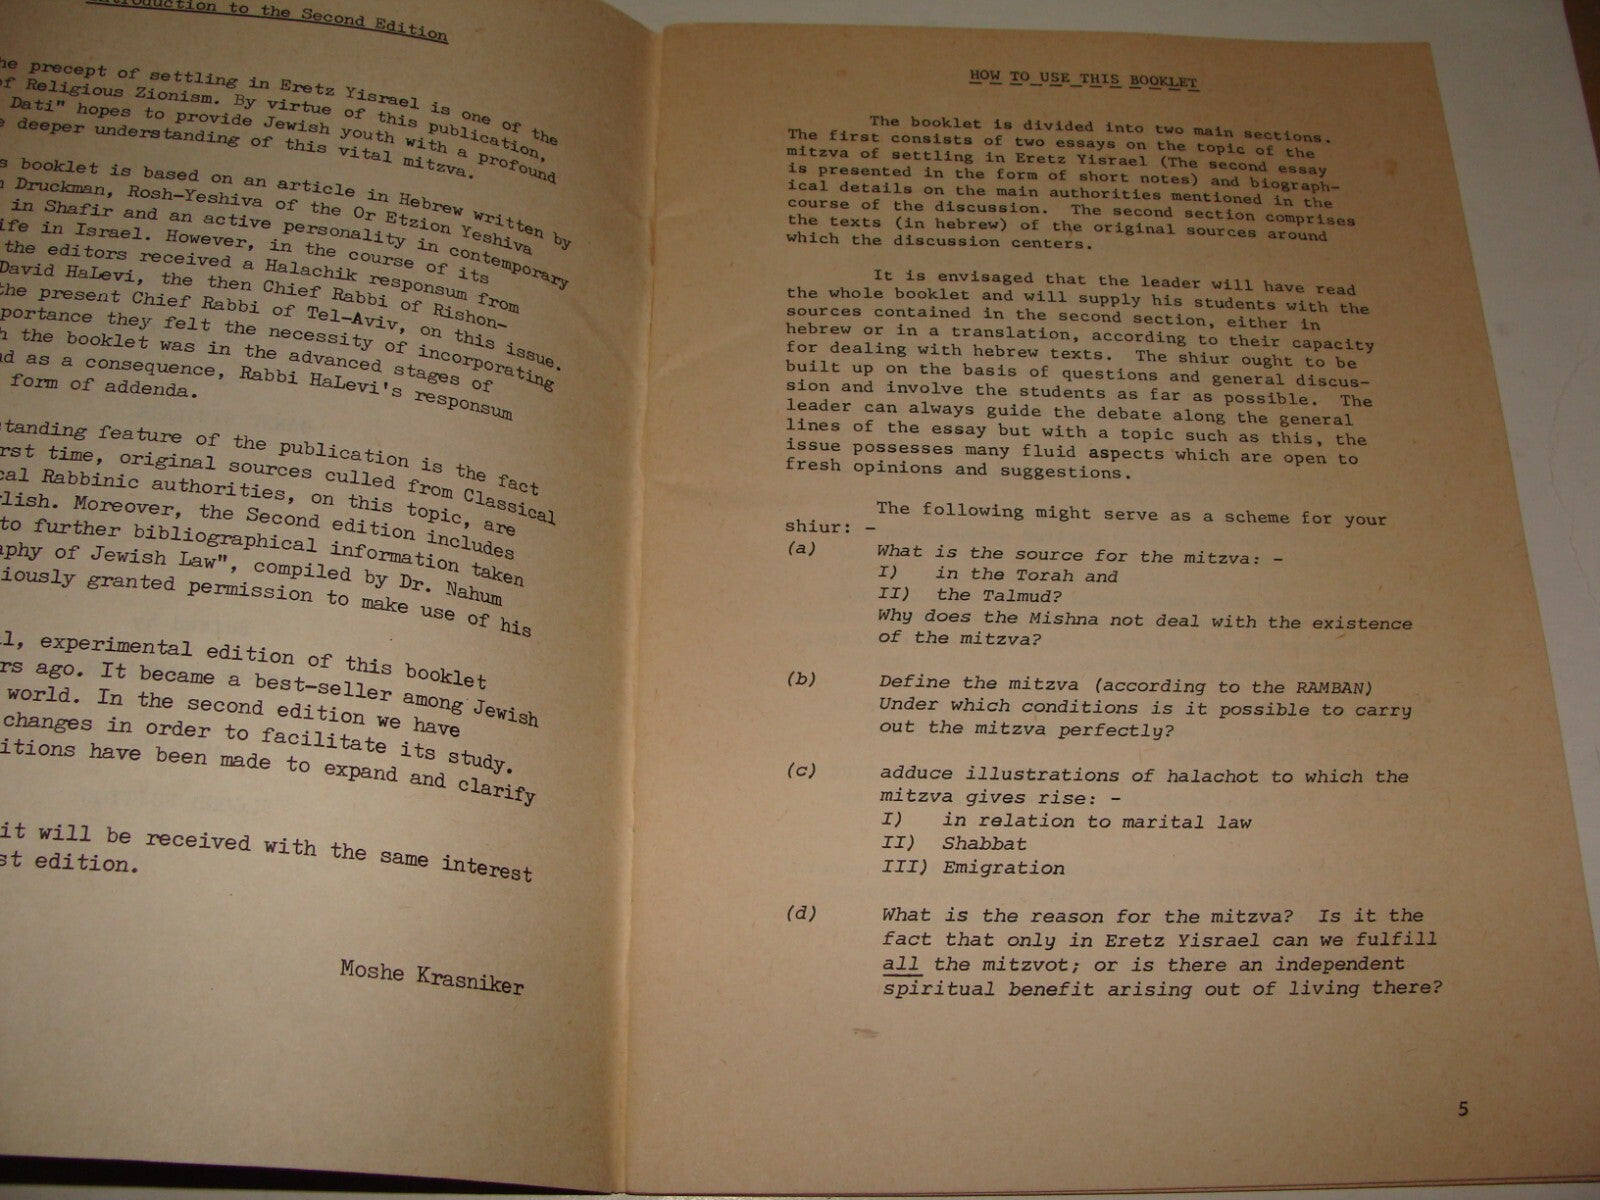 Introduction to the Second Edition
precept of settling in Eretz Yisrael is one of the
of Religious Zionism. By virtue of this publication,
Dati" hopes to provide Jewish youth with a profound
deeper understanding of this vital mitzva.
booklet is based on an article in Hebrew written by
Druckman, Rosh-Yeshiva of the Or Etzion Yeshiva
in Shafir and an active personality in contemporary
in Israel. However, in the course of its
the editors received a Halachik responsum from
David HaLevi, the then Chief Rabbi of Rishon-
the present Chief Rabbi of Tel-Aviv, on this issue.
they felt the necessity of incorporating
the booklet was in the advanced stages of
as a consequence, Rabbi HaLevi's responsum
form of addenda.
feature of the publication is the fact
time, original sources culled from Classical
Rabbinic authorities, on this topic, are
Moreover, the Second edition includes
to further bibliographical information taken
of Jewish Law", compiled by Dr. Nahum
granted permission to make use of his
experimental edition of this booklet
ago. It became a best-seller among Jewish
world. In the second edition we have
changes in order to facilitate its study.
have been made to expand and clarify
it will be received with the same interest
edition.
Moshe Krasniker
HOW TO USE THIS BOOKLET
The booklet is divided into two main sections.
The first consists of two essays on the topic of the
mitzva of settling in Eretz Yisrael (The second essay
is presented in the form of short notes) and biograph-
ical details on the main authorities mentioned in the
course of the discussion. The second section comprises
the texts (in hebrew) of the original sources around
which the discussion centers.
It is envisaged that the leader will have read
the whole booklet and will supply his students with the
sources contained in the second section, either in
hebrew or in a translation, according to their capacity
for dealing with hebrew texts. The shiur ought to be
built up on the basis of questions and general discus-
sion and involve the students as far as possible. The
leader can always guide the debate along the general
lines of the essay but with a topic such as this, the
issue possesses many fluid aspects which are open to
fresh opinions and suggestions.
The following might serve as a scheme for your
shiur: -
(a) What is the source for the mitzva: -
I) in the Torah and
II) the Talmud?
Why does the Mishna not deal with the existence
of the mitzva?
(b) Define the mitzva (according to the RAMBAN)
Under which conditions is it possible to carry
out the mitzva perfectly?
(c) adduce illustrations of halachot to which the
mitzva gives rise: -
I) in relation to marital law
II) Shabbat
III) Emigration
(d) What is the reason for the mitzva? Is it the
fact that only in Eretz Yisrael can we fulfill
all the mitzvot; or is there an independent
spiritual benefit arising out of living there?
5